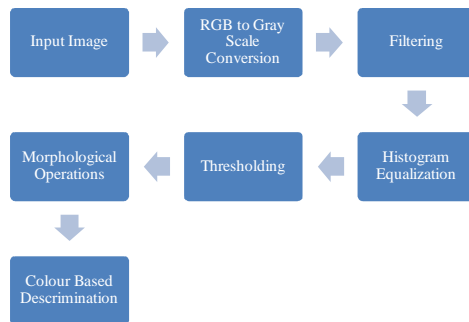 Input Image
RGB to Gray
Scale
Conversion
Filtering
Histogram
Equalization
Thresholding
Morphological
Operations
Colour Based
Descrimination